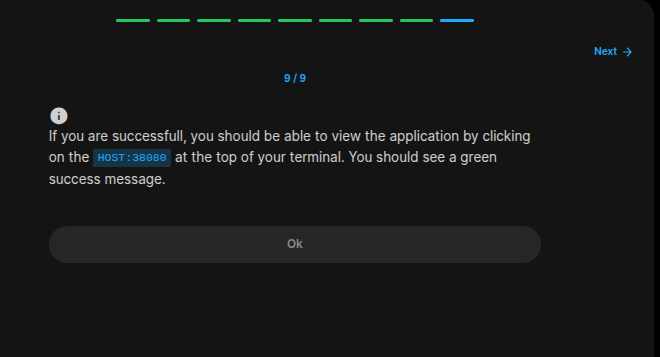 Next →
9 / 9
If you are successful, you should be able to view the application by clicking
on the HOST:38080 at the top of your terminal. You should see a green
success message.
Ok